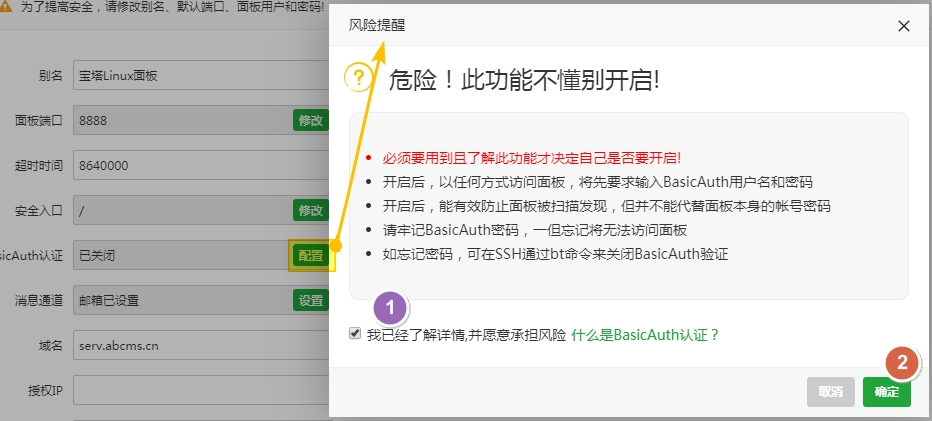 为了提高安全，请修改别名、默认端口、面板用户和密码!
别名 宝塔Linux面板
面板端口 8888 修改
超时时间 8640000
安全入口 / 修改
sicAuth认证 已关闭 配置
消息通道 邮箱已设置 设置
域名 serv.abcms.cn
授权IP
风险提醒
?
危险！此功能不懂别开启!
必须要用到且了解此功能才决定自己是否要开启!
开启后，以任何方式访问面板，将先要求输入BasicAuth用户名和密码
开启后，能有效防止面板被扫描发现，但并不能代替面板本身的帐号密码
请牢记BasicAuth密码，一但忘记将无法访问面板
如忘记密码，可在SSH通过bt命令来关闭BasicAuth验证
1
我已经了解详情,并愿意承担风险 什么是BasicAuth认证？
2
取消 确定